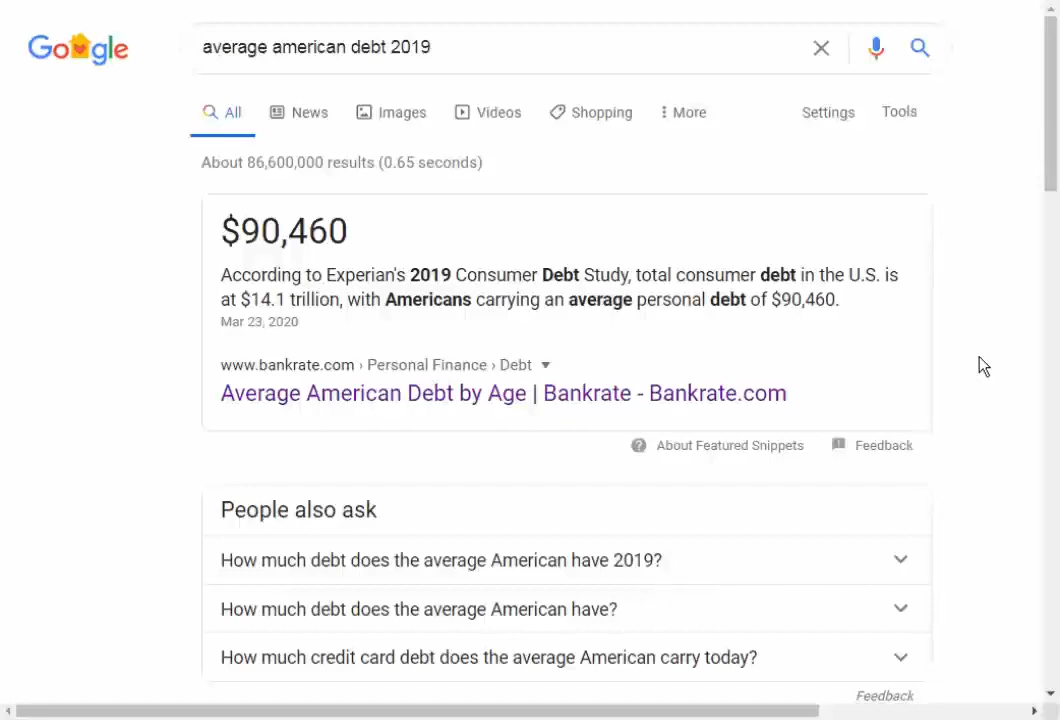 Google
average american debt 2019
All News Images Videos Shopping More Settings Tools
About 86,600,000 results (0.65 seconds)
$90,460
According to Experian's 2019 Consumer Debt Study, total consumer debt in the U.S. is
at $14.1 trillion, with Americans carrying an average personal debt of $90,460.
Mar 23, 2020
www.bankrate.com › Personal Finance › Debt
Average American Debt by Age | Bankrate - Bankrate.com
About Featured Snippets Feedback
People also ask
How much debt does the average American have 2019?
How much debt does the average American have?
How much credit card debt does the average American carry today?
Feedback